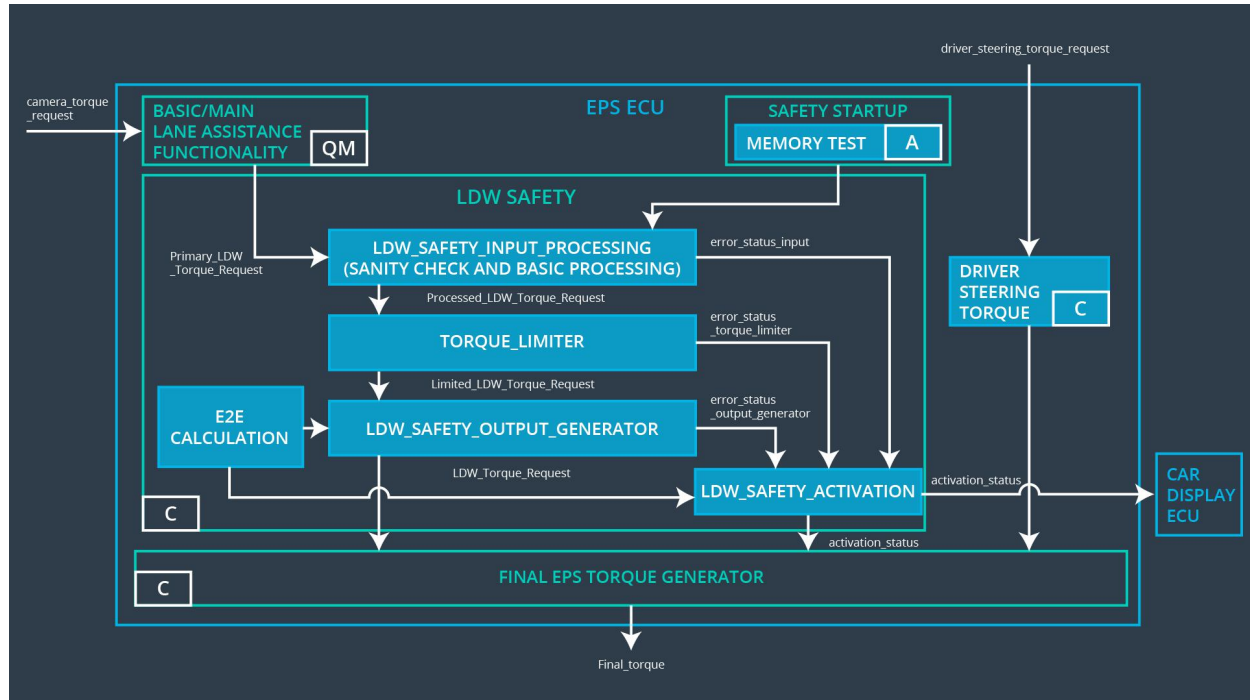 driver_steering_torque_request
camera_torque
_request
EPS ECU
BASIC/MAIN
LANE ASSISTANCE
FUNCTIONALITY
QM
SAFETY STARTUP
MEMORY TEST
A
LDW SAFETY
Primary_LDW
_Torque_Request
LDW_SAFETY_INPUT_PROCESSING
(SANITY CHECK AND BASIC PROCESSING)
error_status_input
DRIVER
STEERING
TORQUE
C
Processed_LDW_Torque_Request
TORQUE_LIMITER
error_status
_torque_limiter
Limited_LDW_Torque_Request
E2E
CALCULATION
LDW_SAFETY_OUTPUT_GENERATOR
error_status
_output_generator
LDW_Torque_Request
LDW_SAFETY_ACTIVATION
activation_status
CAR
DISPLAY
ECU
C
activation_status
FINAL EPS TORQUE GENERATOR
C
Final_torque